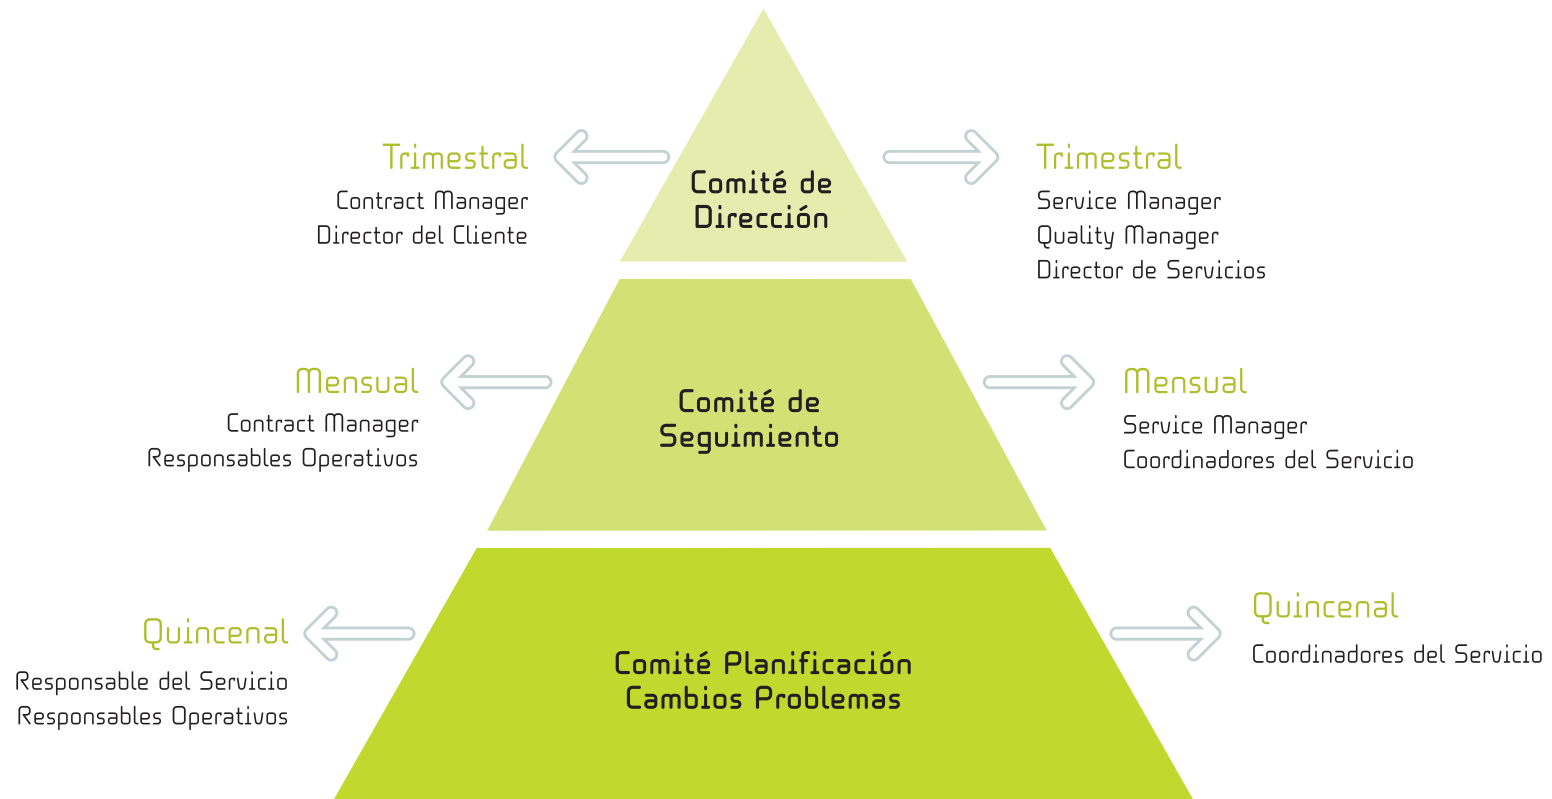 Trimestral
Contract Manager
Director del Cliente
Comité de
Dirección
Trimestral
Service Manager
Quality Manager
Director de Servicios
Mensual
Contract Manager
Responsables Operativos
Comité de
Seguimiento
Mensual
Service Manager
Coordinadores del Servicio
Quincenal
Responsable del Servicio
Responsables Operativos
Comité Planificación
Cambios Problemas
Quincenal
Coordinadores del Servicio